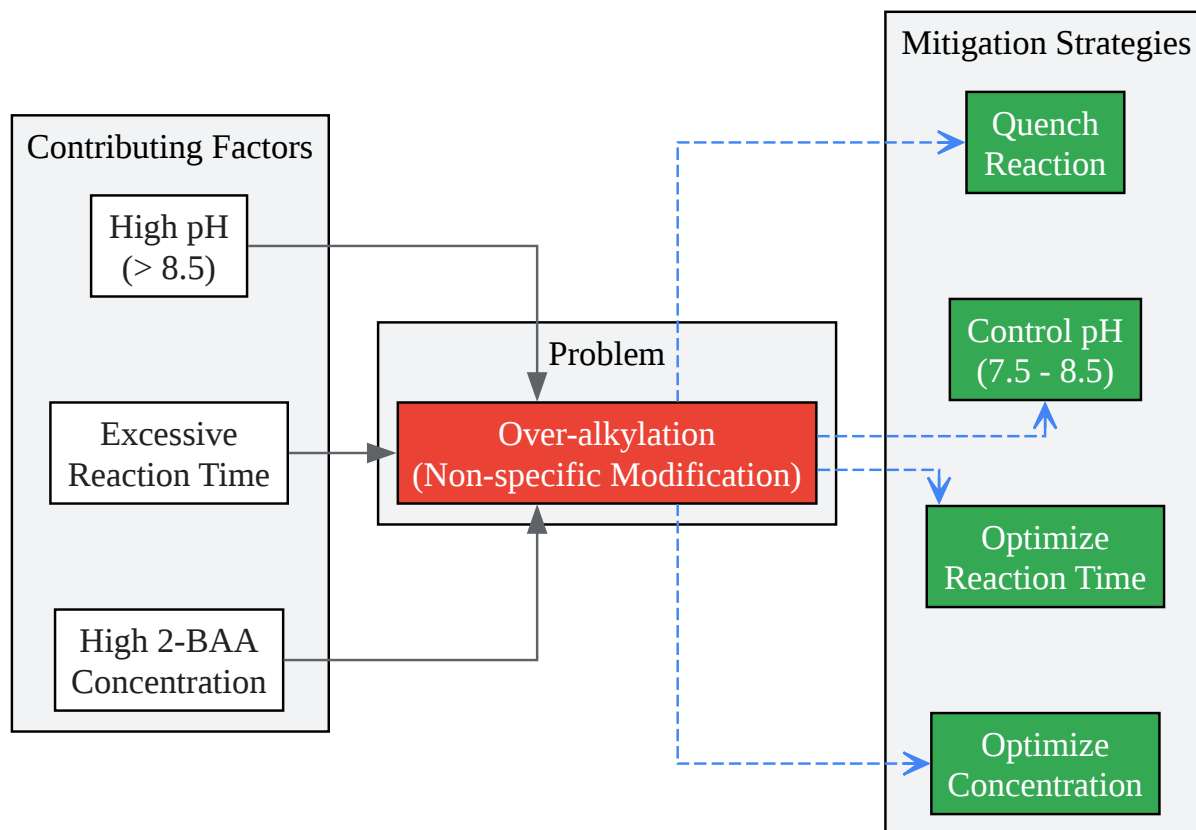 Contributing Factors
High pH
(> 8.5)
Excessive
Reaction Time
High 2-BAA
Concentration
Problem
Over-alkylation
(Non-specific Modification)
Mitigation Strategies
Quench
Reaction
Control pH
(7.5 - 8.5)
Optimize
Reaction Time
Optimize
Concentration